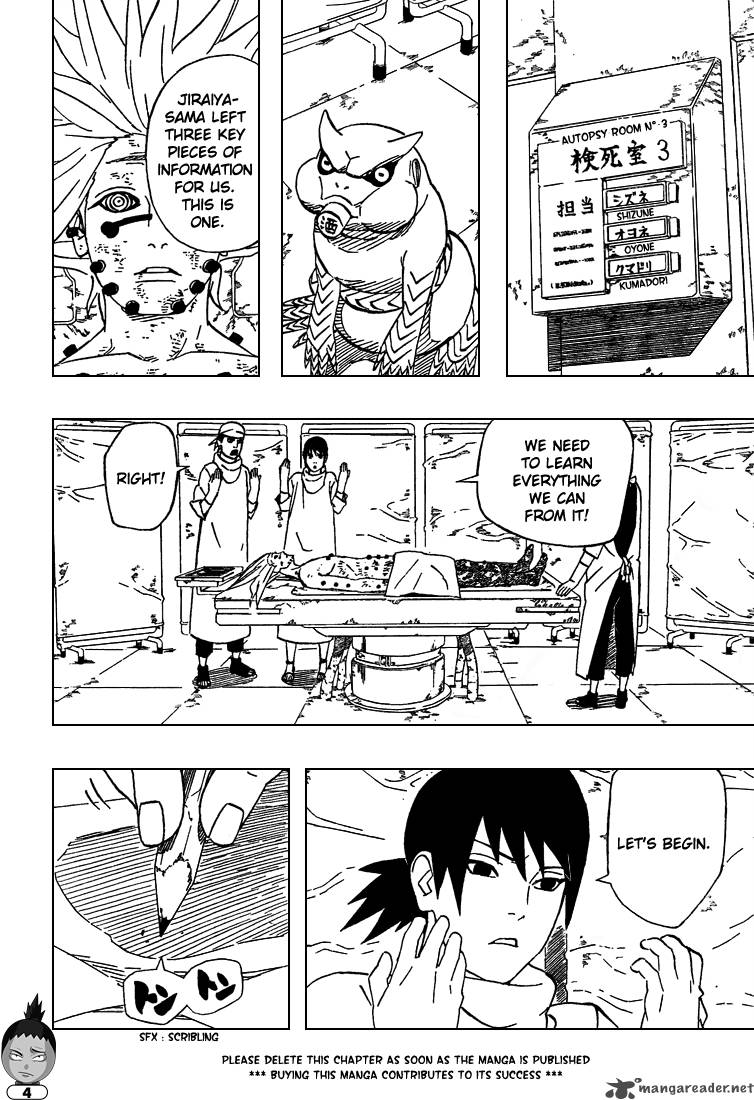 AUTOPSY ROOM Nº 3
検死室 3
担当
シズネ
SHIZUNE
オヨネ
OYONE
クマドリ
KUMADORI
酒
JIRAIYA-
SAMA LEFT
THREE KEY
PIECES OF
INFORMATION
FOR US.
THIS IS
ONE.
WE NEED
TO LEARN
EVERYTHING
WE CAN
FROM IT!
RIGHT!
LET'S BEGIN.
トントン
SFX : SCRIBLING
4
PLEASE DELETE THIS CHAPTER AS SOON AS THE MANGA IS PUBLISHED
*** BUYING THIS MANGA CONTRIBUTES TO ITS SUCCESS ***
mangareader.net